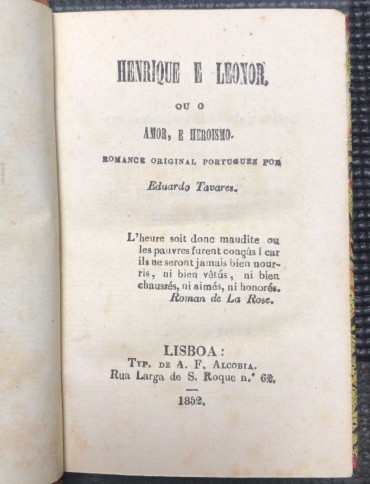 HENRIQUE E LEONOR,
OU O
AMOR, E HEROISMO.
ROMANCE ORIGINAL PORTUGUEZ POR
Eduardo Tavares.
L'heure soit donc maudite ou
les pauvres furent conçûs ! car
ils ne seront jamais bien nour-
ris, ni bien vêtûs, ni bien
chaussés, ni aimés, ni honorés.
Roman de La Rose.
LISBOA:
TYP. DE A. F. ALCOBIA.
Rua Larga de S. Roque n.º 62.
1852.